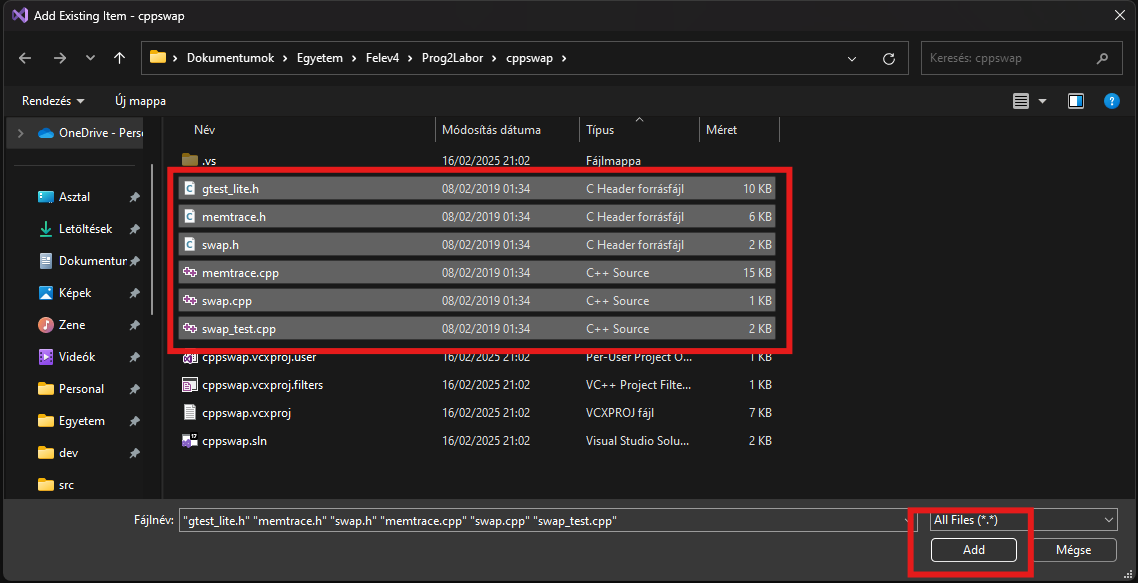 Add Existing Item - cppswap
Dokumentumok › Egyetem › Felev4 › Prog2Labor › cppswap ›
Keresés: cppswap
Rendezés
Új mappa
OneDrive - Perso
Asztal
Letöltések
Dokumentun
Képek
Zene
Videók
Personal
Egyetem
dev
src
Név Módosítás dátuma Típus Méret
.vs 16/02/2025 21:02 Fájlmappa
gtest_lite.h 08/02/2019 01:34 C Header forrásfájl 10 KB
memtrace.h 08/02/2019 01:34 C Header forrásfájl 6 KB
swap.h 08/02/2019 01:34 C Header forrásfájl 2 KB
memtrace.cpp 08/02/2019 01:34 C++ Source 15 KB
swap.cpp 08/02/2019 01:34 C++ Source 1 KB
swap_test.cpp 08/02/2019 01:34 C++ Source 2 KB
cppswap.vcxproj.user 16/02/2025 21:02 Per-User Project O... 1 KB
cppswap.vcxproj.filters 16/02/2025 21:02 VC++ Project Filte... 1 KB
cppswap.vcxproj 16/02/2025 21:02 VCXPROJ fájl 7 KB
cppswap.sln 16/02/2025 21:02 Visual Studio Solu... 2 KB
Fájlnév: "gtest_lite.h" "memtrace.h" "swap.h" "memtrace.cpp" "swap.cpp" "swap_test.cpp"
All Files (*.*)
Add
Mégse